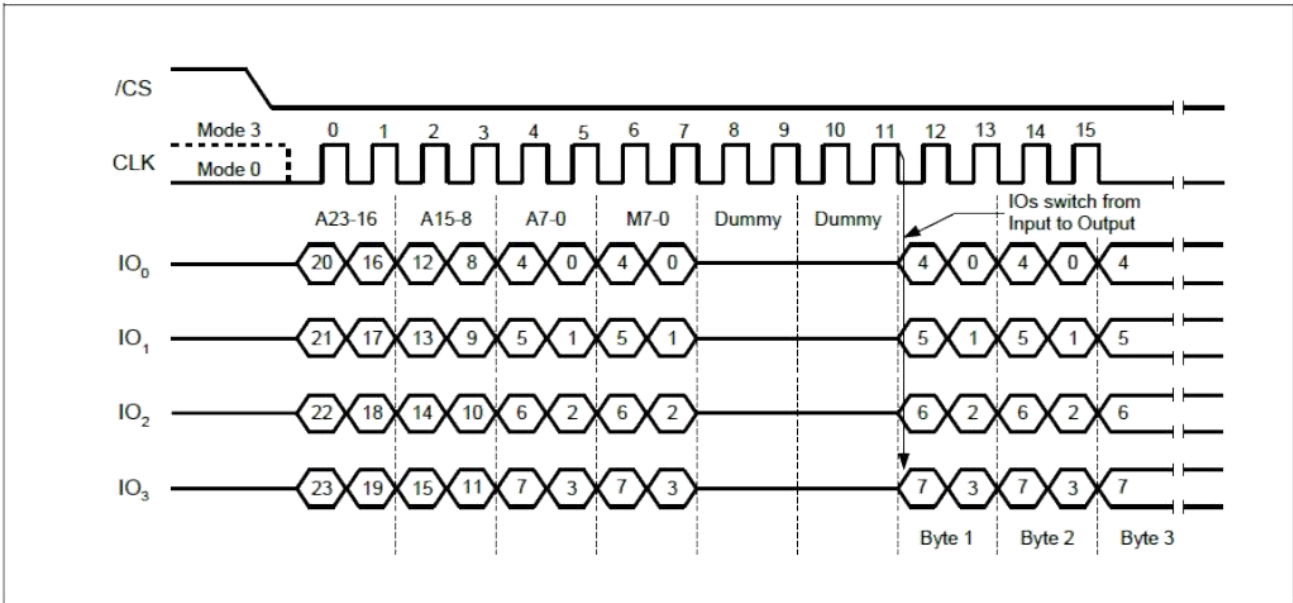 /CS
Mode 3 0 1 2 3 4 5 6 7 8 9 10 11 12 13 14 15
CLK
Mode 0
A23-16 A15-8 A7-0 M7-0 Dummy Dummy
IOs switch from
Input to Output
IO0 20 16 12 8 4 0 4 0 4 0 4 0 4
IO1 21 17 13 9 5 1 5 1 5 1 5 1 5
IO2 22 18 14 10 6 2 6 2 6 2 6 2 6
IO3 23 19 15 11 7 3 7 3 7 3 7 3 7
Byte 1 Byte 2 Byte 3